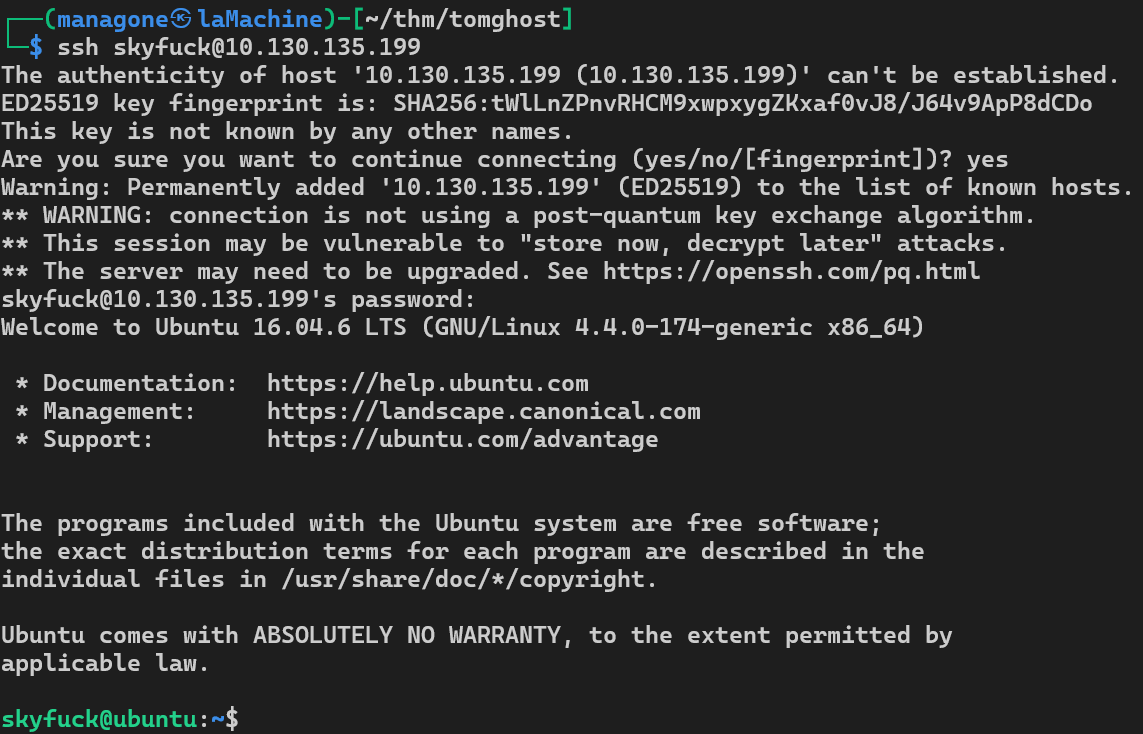 ┌──(managone㉿laMachine)-[~/thm/tomghost]
└─$ ssh skyfuck@10.130.135.199
The authenticity of host '10.130.135.199 (10.130.135.199)' can't be established.
ED25519 key fingerprint is: SHA256:tWlLnZPnvRHCM9xwpxygZKxaf0vJ8/J64v9ApP8dCDo
This key is not known by any other names.
Are you sure you want to continue connecting (yes/no/[fingerprint])? yes
Warning: Permanently added '10.130.135.199' (ED25519) to the list of known hosts.
** WARNING: connection is not using a post-quantum key exchange algorithm.
** This session may be vulnerable to "store now, decrypt later" attacks.
** The server may need to be upgraded. See https://openssh.com/pq.html
skyfuck@10.130.135.199's password:
Welcome to Ubuntu 16.04.6 LTS (GNU/Linux 4.4.0-174-generic x86_64)

 * Documentation:  https://help.ubuntu.com
 * Management:     https://landscape.canonical.com
 * Support:        https://ubuntu.com/advantage


The programs included with the Ubuntu system are free software;
the exact distribution terms for each program are described in the
individual files in /usr/share/doc/*/copyright.

Ubuntu comes with ABSOLUTELY NO WARRANTY, to the extent permitted by
applicable law.

skyfuck@ubuntu:~$